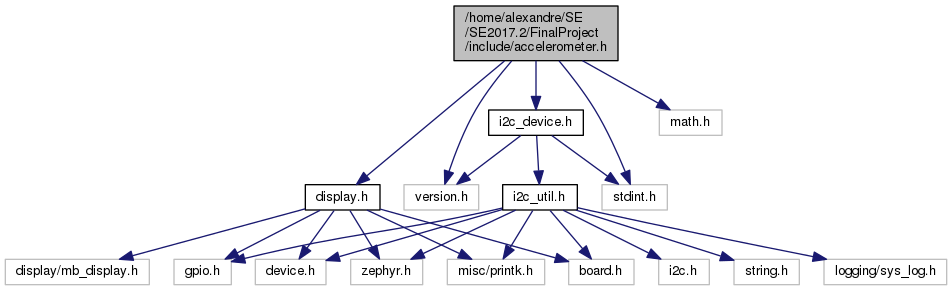 /home/alexandre/SE
/SE2017.2/FinalProject
/include/accelerometer.h
i2c_device.h
math.h
display.h
version.h
i2c_util.h
stdint.h
display/mb_display.h
gpio.h
device.h
zephyr.h
misc/printk.h
board.h
i2c.h
string.h
logging/sys_log.h